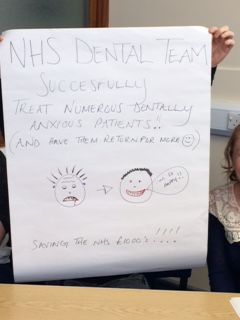 NHS DENTAL TEAM
SUCCESFULLY
TREAT NUMEROUS DENTALLY
ANXIOUS PATIENTS!!
(AND HAVE THEM RETURN FOR MORE)
SAVING THE NHS £1000's !!!!